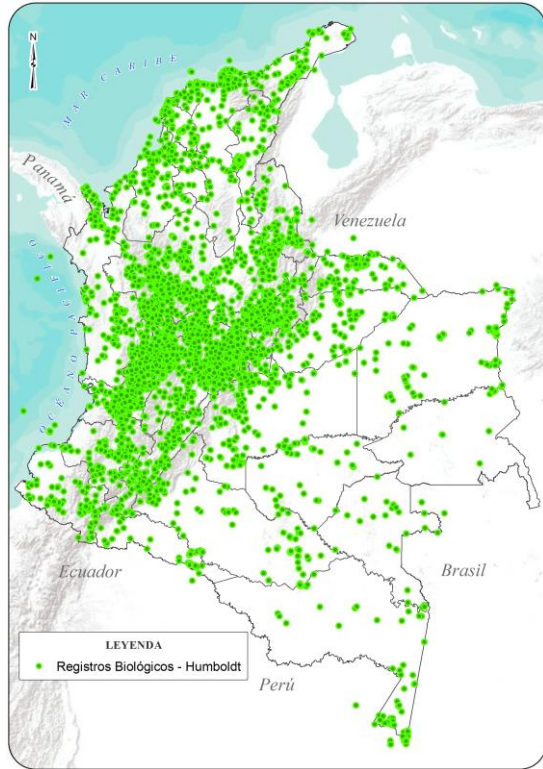 N
MAR CARIBE
Panamá
Venezuela
OCÉANO PACÍFICO
Ecuador
Brasil
LEYENDA
Registros Biológicos - Humboldt
Perú